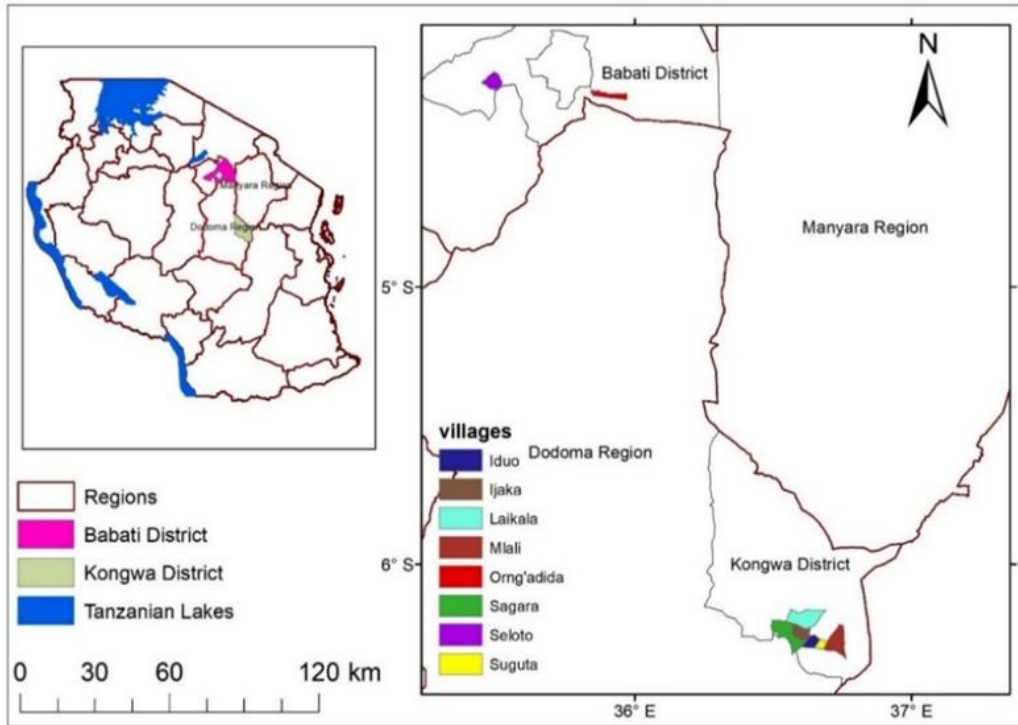 Manyara Region
Dodoma Region
Regions
Babati District
Kongwa District
Tanzanian Lakes
0 30 60 120 km
N
Babati District
Manyara Region
5° S
villages
Dodoma Region
Iduo
Ijaka
Laikala
Mlali
Orng'adida
Sagara
Seloto
Suguta
6° S
Kongwa District
36° E
37° E